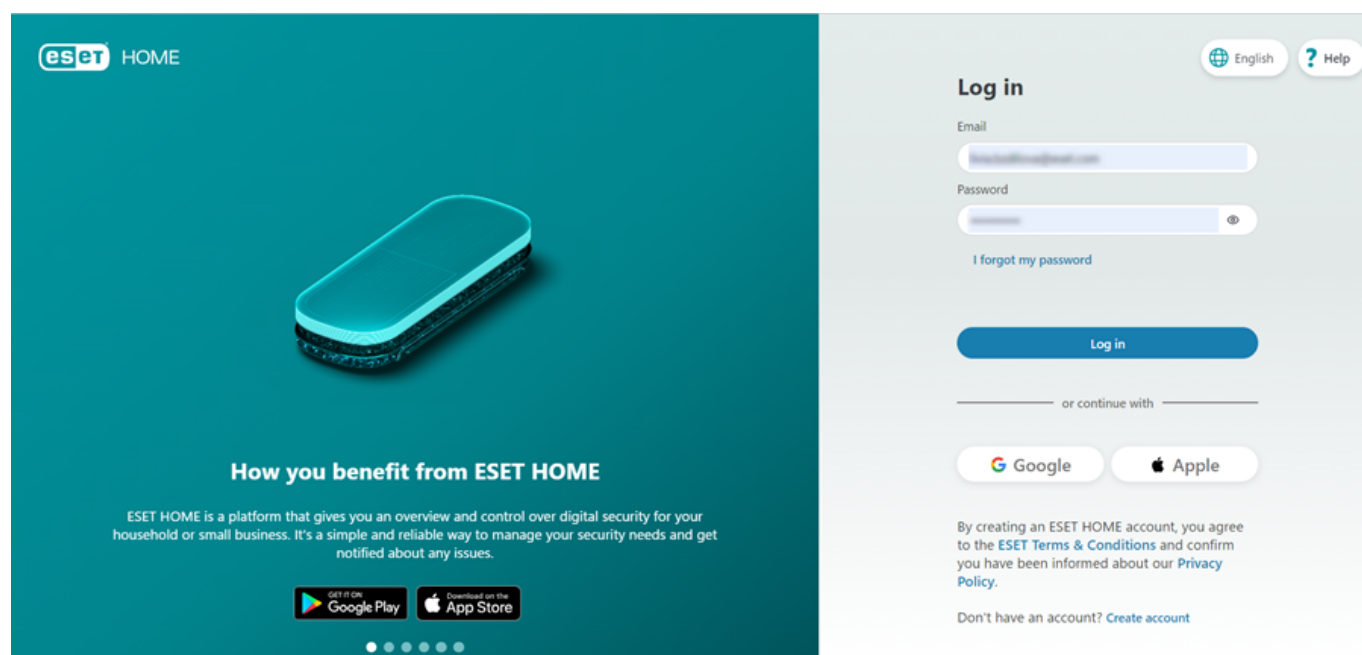 eset HOME
How you benefit from ESET HOME
ESET HOME is a platform that gives you an overview and control over digital security for your
household or small business. It's a simple and reliable way to manage your security needs and get
notified about any issues.
GET IT ON
Google Play
Download on the
App Store
English
? Help
Log in
Email
Password
I forgot my password
Log in
or continue with
G Google
Apple
By creating an ESET HOME account, you agree
to the ESET Terms & Conditions and confirm
you have been informed about our Privacy
Policy.
Don't have an account? Create account